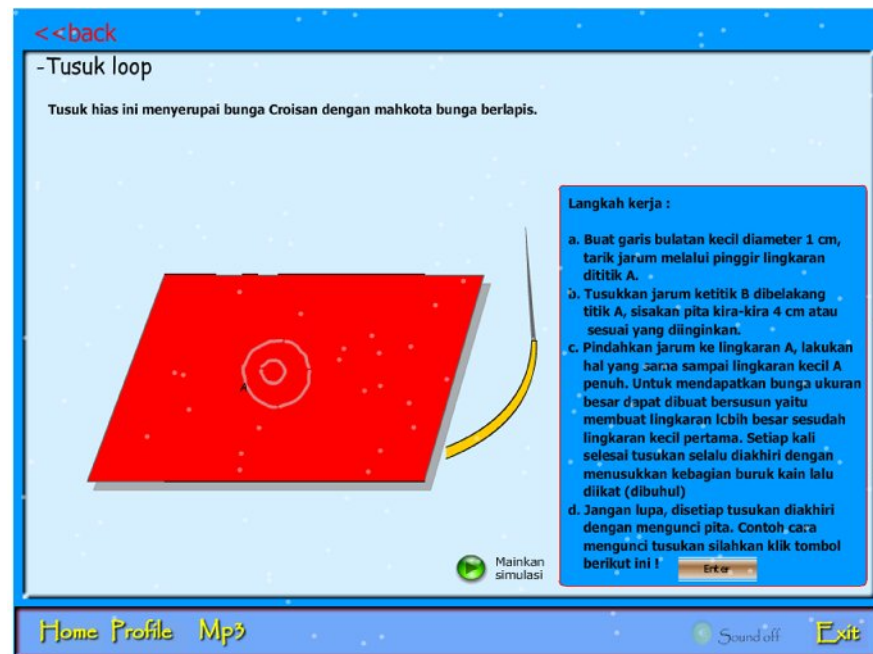 <<back
-Tusuk loop
Tusuk hias ini menyerupai bunga Croisan dengan mahkota bunga berlapis.
Langkah kerja :
a. Buat garis bulatan kecil diameter 1 cm,
tarik jarum melalui pinggir lingkaran
dititik A.
b. Tusukkan jarum ketitik B dibelakang
titik A, sisakan pita kira-kira 4 cm atau
sesuai yang diinginkan.
c. Pindahkan jarum ke lingkaran A, lakukan
hal yang sama sampai lingkaran kecil A
penuh. Untuk mendapatkan bunga ukuran
besar dapat dibuat bersusun yaitu
membuat lingkaran lebih besar sesudah
lingkaran kecil pertama. Setiap kali
selesai tusukan selalu diakhiri dengan
menusukkan kebagian buruk kain lalu
diikat (dibuhul)
d. Jangan lupa, disetiap tusukan diakhiri
dengan mengunci pita. Contoh cara
mengunci tusukan silahkan klik tombol
berikut ini !
Enter
A
Mainkan
simulasi
Home Profile Mp3
Sound off
Exit